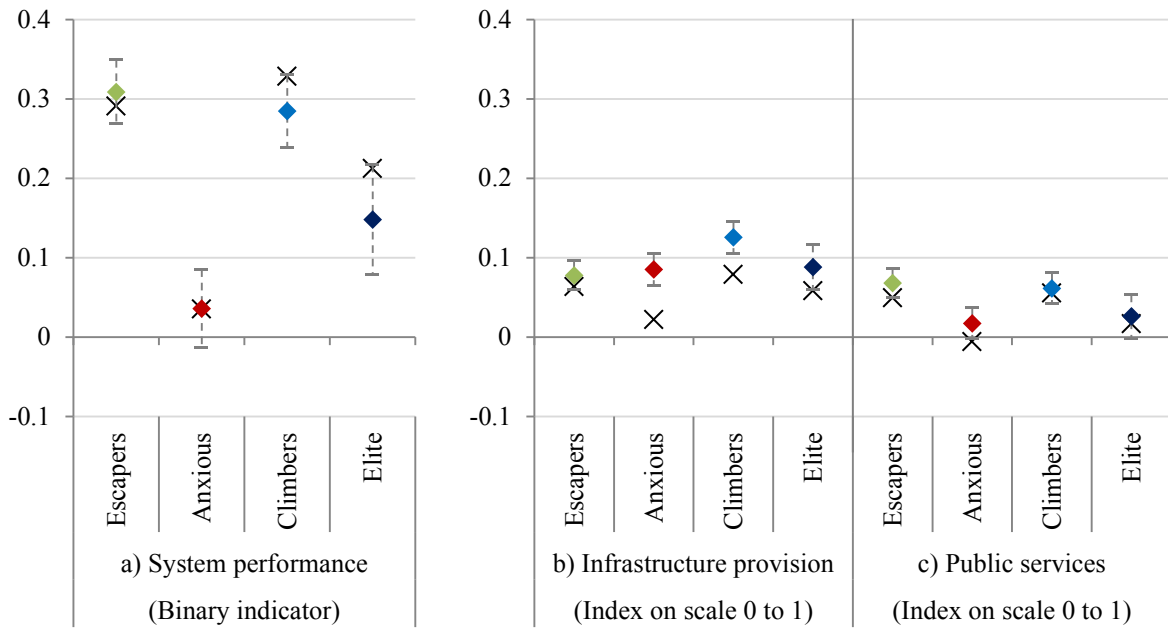 0.4
0.3
0.2
0.1
0
-0.1
Escapers
Anxious
Climbers
Elite
a) System performance
(Binary indicator)
0.4
0.3
0.2
0.1
0
-0.1
Escapers
Anxious
Climbers
Elite
Escapers
Anxious
Climbers
Elite
b) Infrastructure provision
c) Public services
(Index on scale 0 to 1)
(Index on scale 0 to 1)